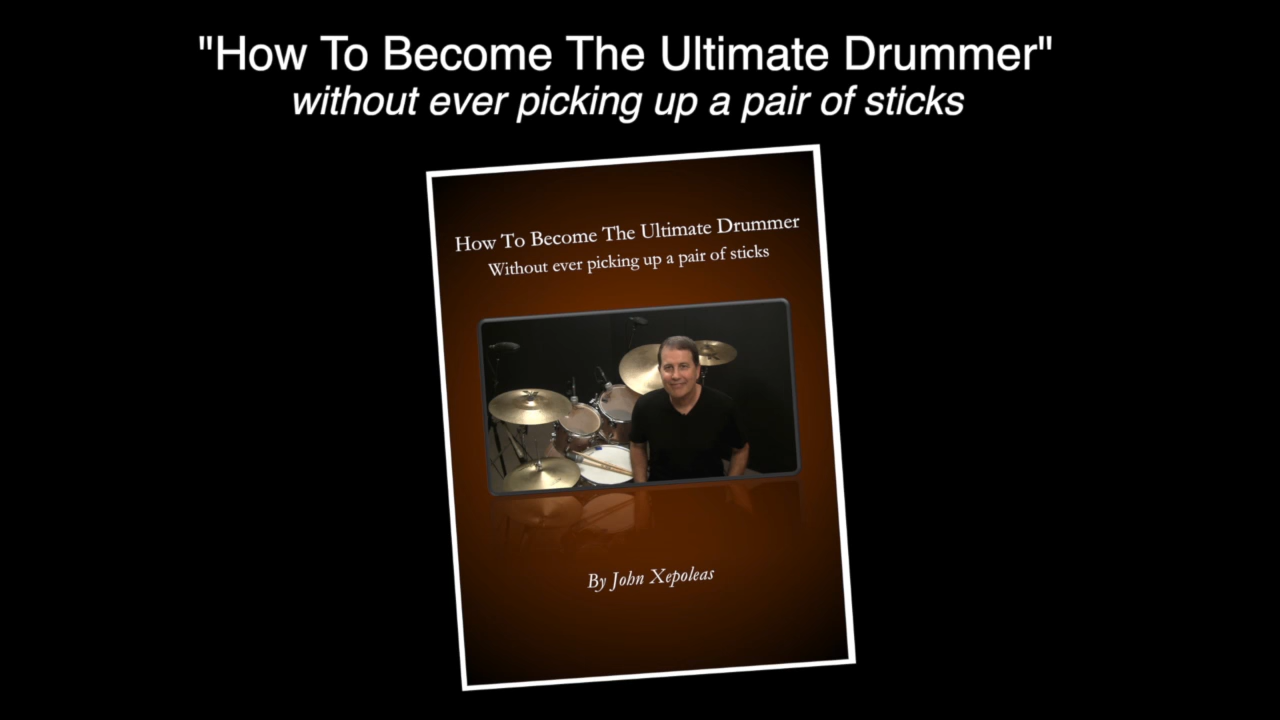 "How To Become The Ultimate Drummer"
without ever picking up a pair of sticks
How To Become The Ultimate Drummer
Without ever picking up a pair of sticks
By John Xepoleas